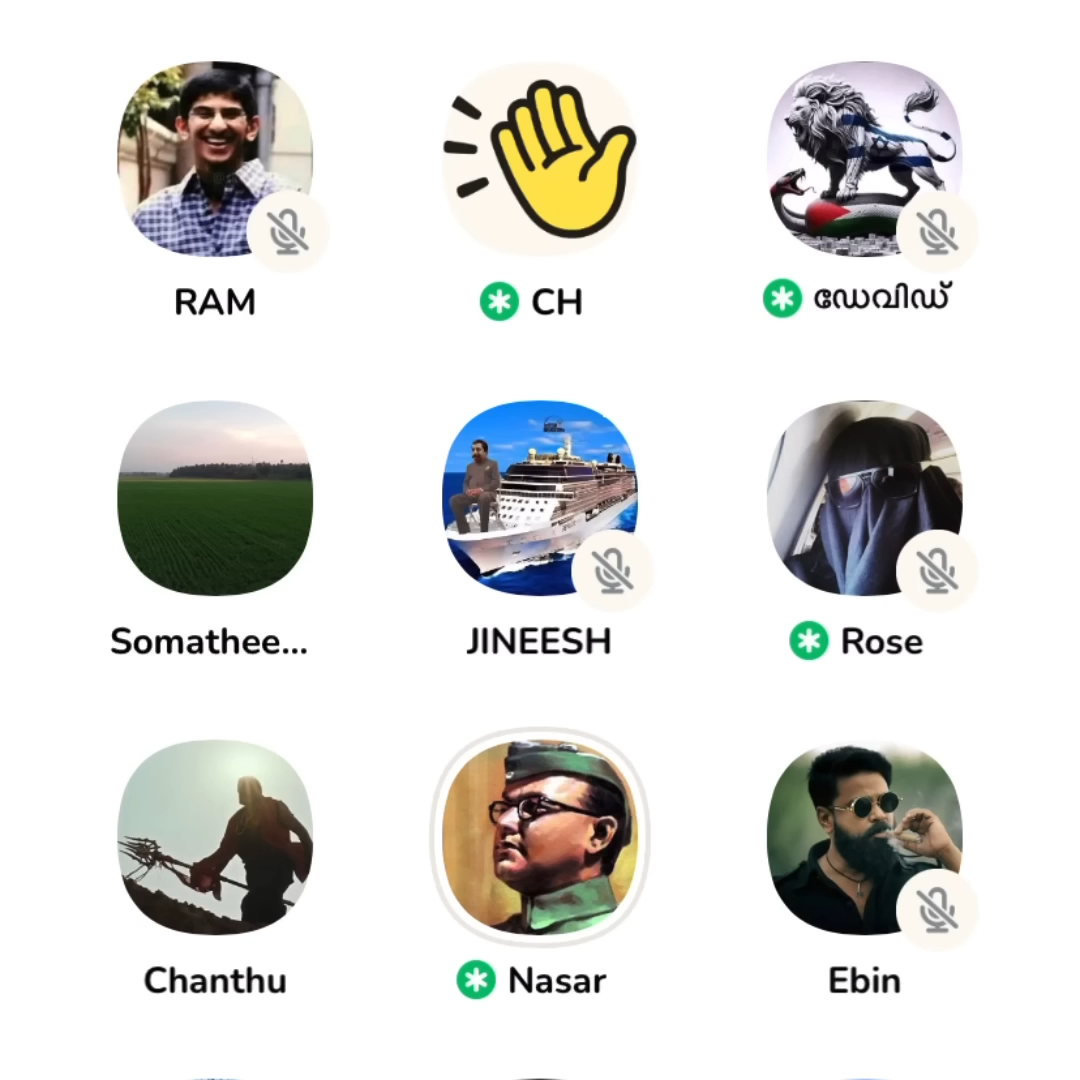 RAM
CH
ഡേവിഡ്
Somathee...
JINEESH
Rose
Chanthu
Nasar
Ebin